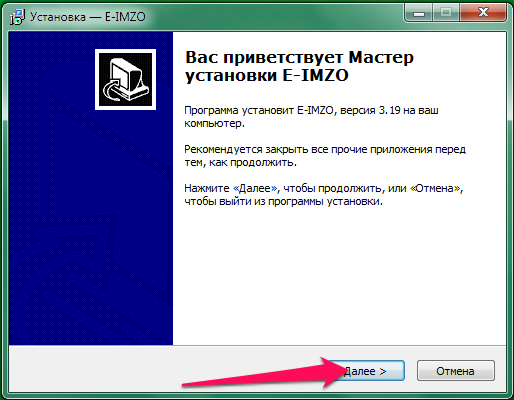 Установка — E-IMZO
Вас приветствует Мастер
установки E-IMZO
Программа установит E-IMZO, версия 3.19 на ваш
компьютер.
Рекомендуется закрыть все прочие приложения перед
тем, как продолжить.
Нажмите «Далее», чтобы продолжить, или «Отмена»,
чтобы выйти из программы установки.
Далее >
Отмена